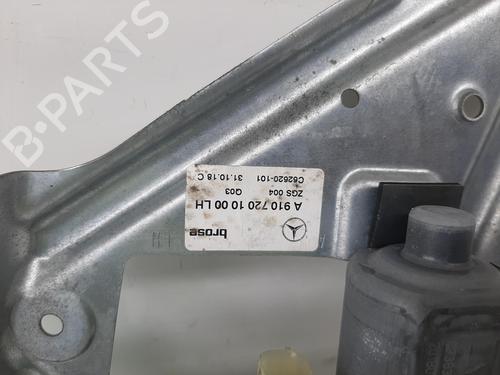 brose
A 910 720 10 00 LH
ZGS 004 Q03
C62620-101 31.10.18 C
B-PARTS